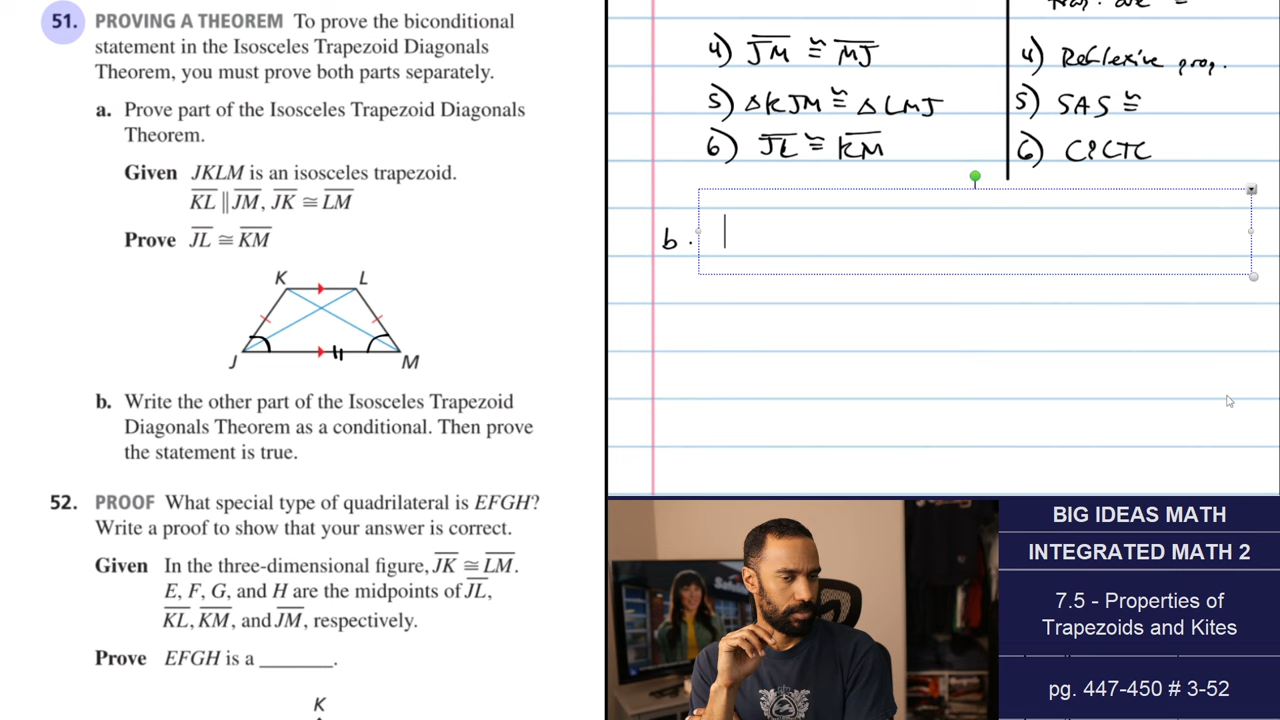 51. PROVING A THEOREM To prove the biconditional
statement in the Isosceles Trapezoid Diagonals
Theorem, you must prove both parts separately.
a. Prove part of the Isosceles Trapezoid Diagonals
Theorem.
Given JKLM is an isosceles trapezoid.
KL ∥ JM, JK ≅ LM
Prove JL ≅ KM
K L
J M
b. Write the other part of the Isosceles Trapezoid
Diagonals Theorem as a conditional. Then prove
the statement is true.
52. PROOF What special type of quadrilateral is EFGH?
Write a proof to show that your answer is correct.
Given In the three-dimensional figure, JK ≅ LM.
E, F, G, and H are the midpoints of JL,
KL, KM, and JM, respectively.
Prove EFGH is a _______.
K
4) JM ≅ MJ 4) Reflexive prop.
5) △KJM ≅ △LMJ 5) SAS ≅
6) JL ≅ KM 6) CPCTC
b.
BIG IDEAS MATH
INTEGRATED MATH 2
7.5 - Properties of
Trapezoids and Kites
pg. 447-450 # 3-52